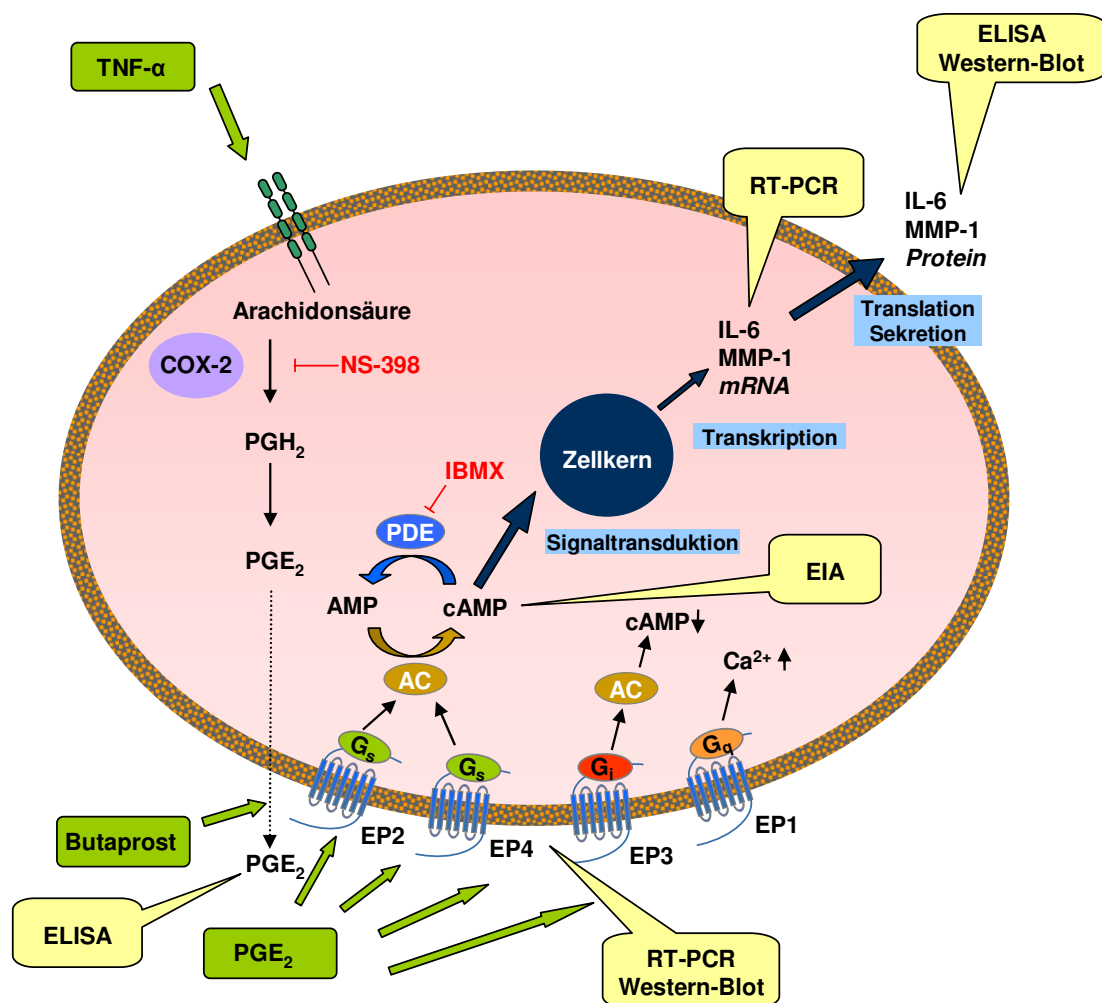 TNF-α
ELISA
Western-Blot
RT-PCR
IL-6
MMP-1
Protein
Translation
Sekretion
Arachidonsäure
COX-2
NS-398
IL-6
MMP-1
mRNA
PGH₂
Zellkern
Transkription
IBMX
PDE
Signaltransduktion
PGE₂
EIA
AMP
cAMP
cAMP
Ca²⁺
AC
AC
Gₛ
Gₛ
Gᵢ
G_q
Butaprost
EP2
EP4
EP3
EP1
PGE₂
ELISA
PGE₂
RT-PCR
Western-Blot